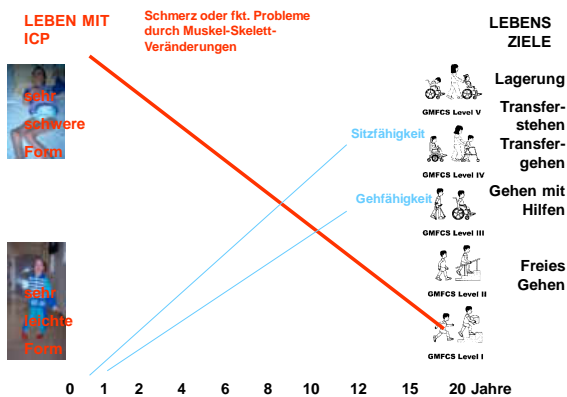 LEBEN MIT
ICP
Schmerz oder fkt. Probleme
durch Muskel-Skelett-
Veränderungen
LEBENS
ZIELE
sehr
schwere
Form
Sitzfähigkeit
Gehfähigkeit
GMFCS Level V
Lagerung
Transfer-
stehen
Transfer-
gehen
GMFCS Level IV
Gehen mit
Hilfen
GMFCS Level III
sehr
leichte
Form
Freies
Gehen
GMFCS Level II
GMFCS Level I
0 1 2 4 6 8 10 12 15 20 Jahre